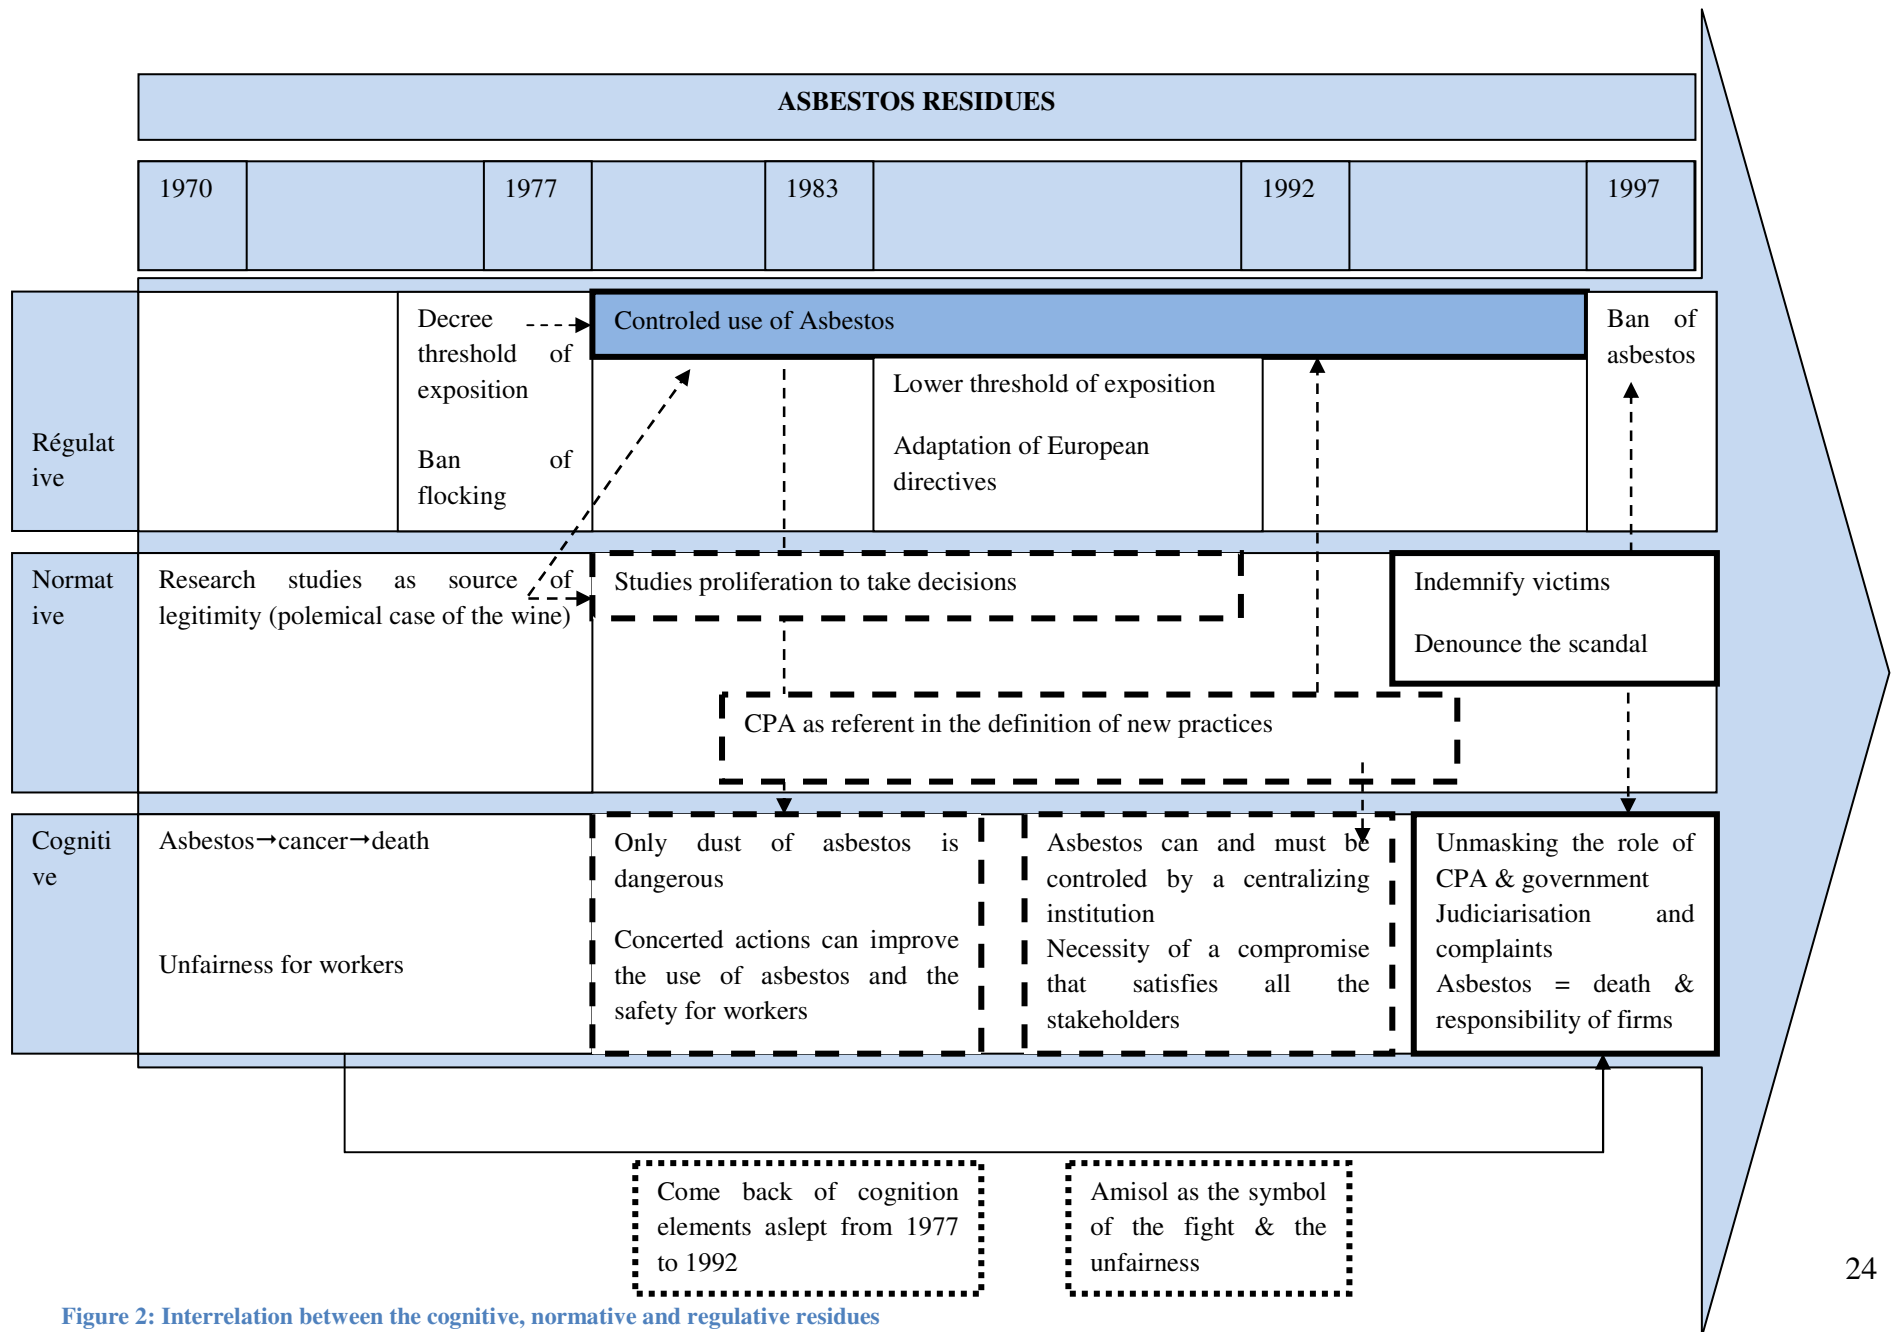 ASBESTOS RESIDUES
1970
1977
1983
1992
1997
Régulat
ive
Decree
threshold of
exposition
Ban of
flocking
Controled use of Asbestos
Lower threshold of exposition
Adaptation of European
directives
Ban of
asbestos
Normat
ive
Research studies as source of
legitimity (polemical case of the wine)
Studies proliferation to take decisions
CPA as referent in the definition of new practices
Indemnify victims
Denounce the scandal
Cogniti
ve
Asbestos→cancer→death
Unfairness for workers
Only dust of asbestos is
dangerous
Concerted actions can improve
the use of asbestos and the
safety for workers
Asbestos can and must be
controled by a centralizing
institution
Necessity of a compromise
that satisfies all the
stakeholders
Unmasking the role of
CPA & government
Judiciarisation and
complaints
Asbestos = death &
responsibility of firms
Come back of cognition
elements aslept from 1977
to 1992
Amisol as the symbol
of the fight & the
unfairness
24
Figure 2: Interrelation between the cognitive, normative and regulative residues